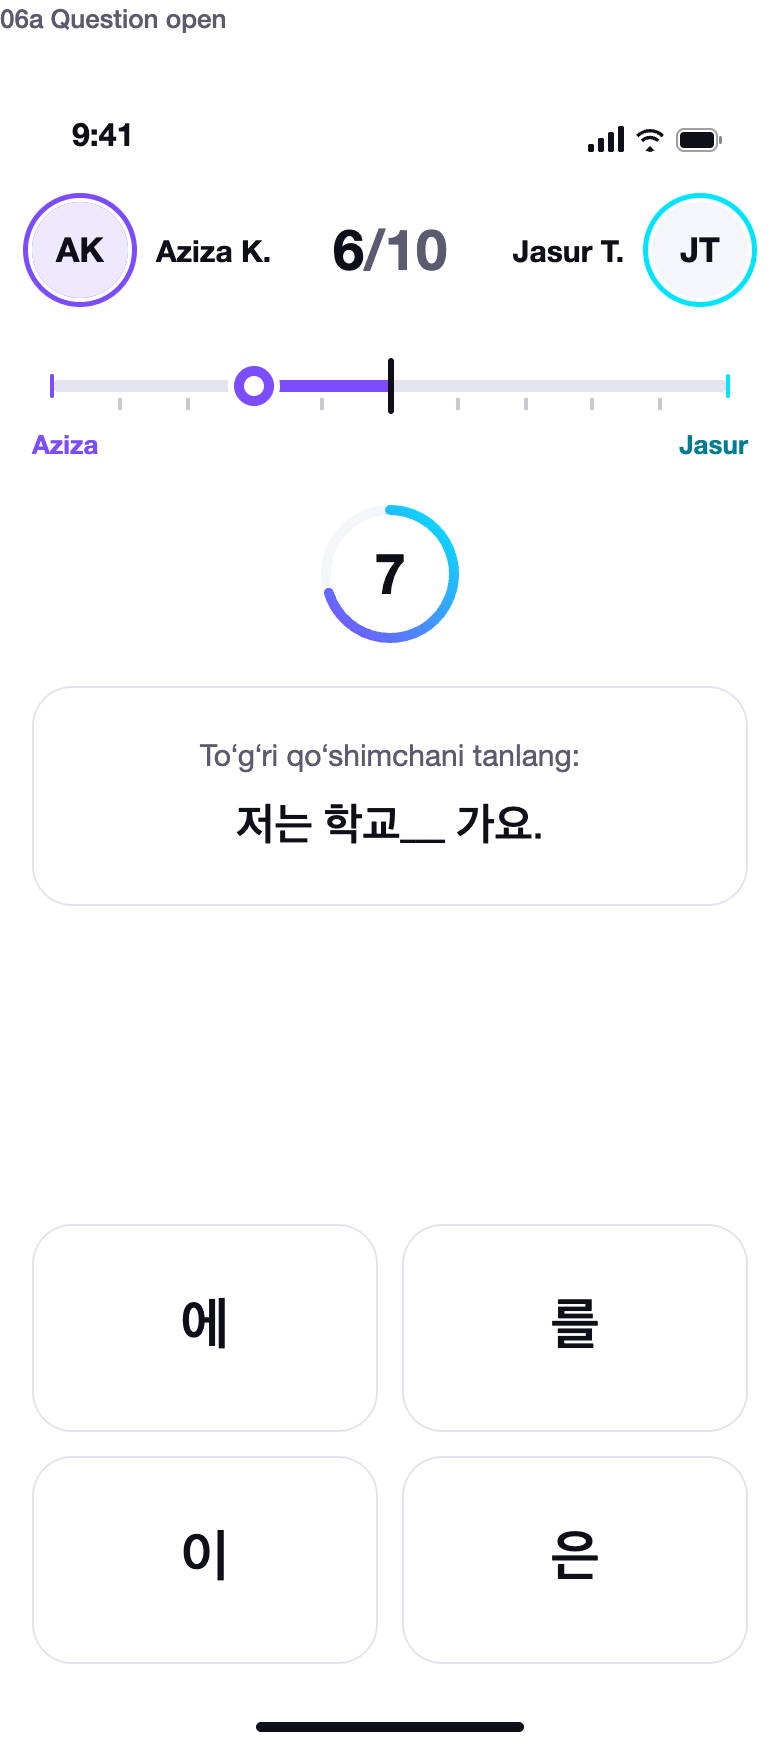 06a Question open
9:41
AK Aziza K. 6/10 Jasur T. JT
Aziza Jasur
7
To‘g‘ri qo‘shimchani tanlang:
저는 학교__ 가요.
에 를
이 은